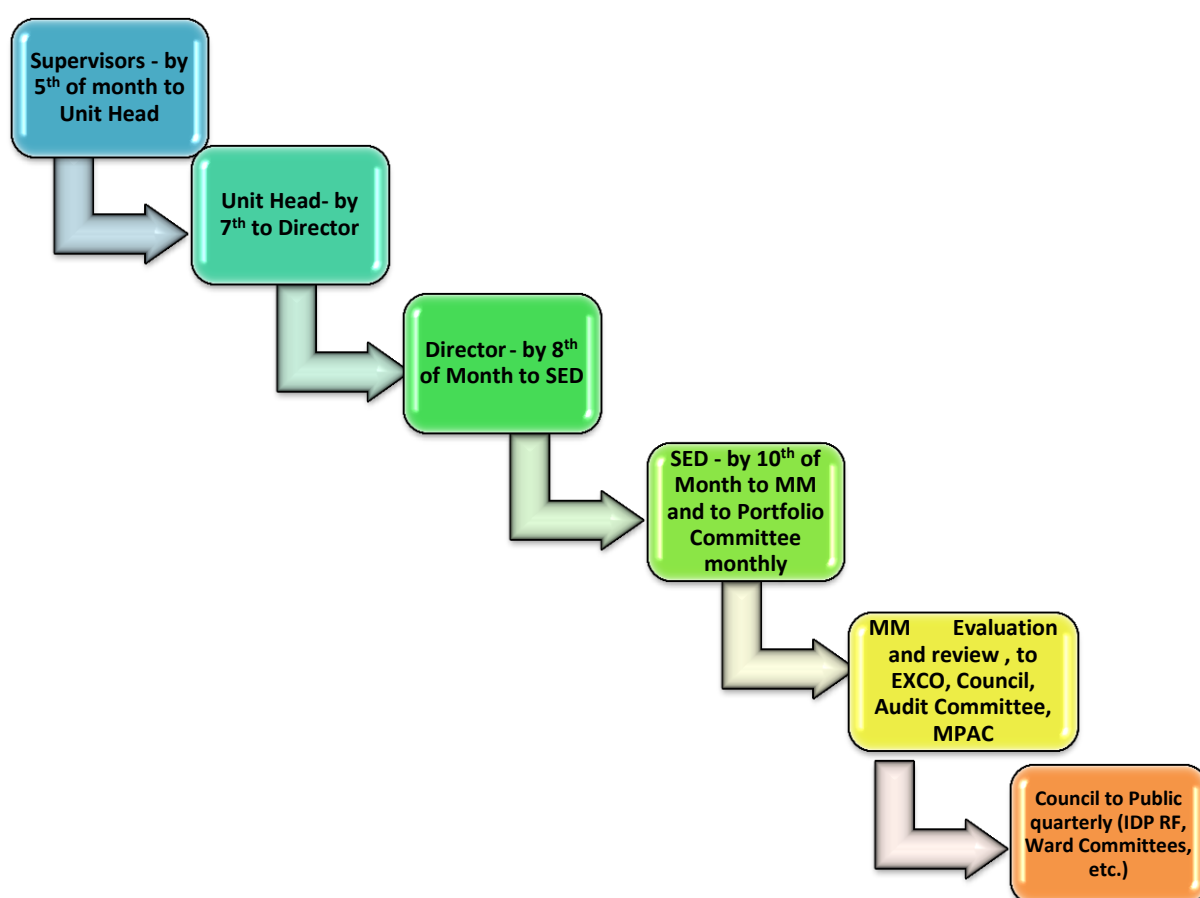 Supervisors - by
5th of month to
Unit Head
Unit Head- by
7th to Director
Director - by 8th
of Month to SED
SED - by 10th of
Month to MM
and to Portfolio
Committee
monthly
MM Evaluation
and review , to
EXCO, Council,
Audit Committee,
MPAC
Council to Public
quarterly (IDP RF,
Ward Committees,
etc.)